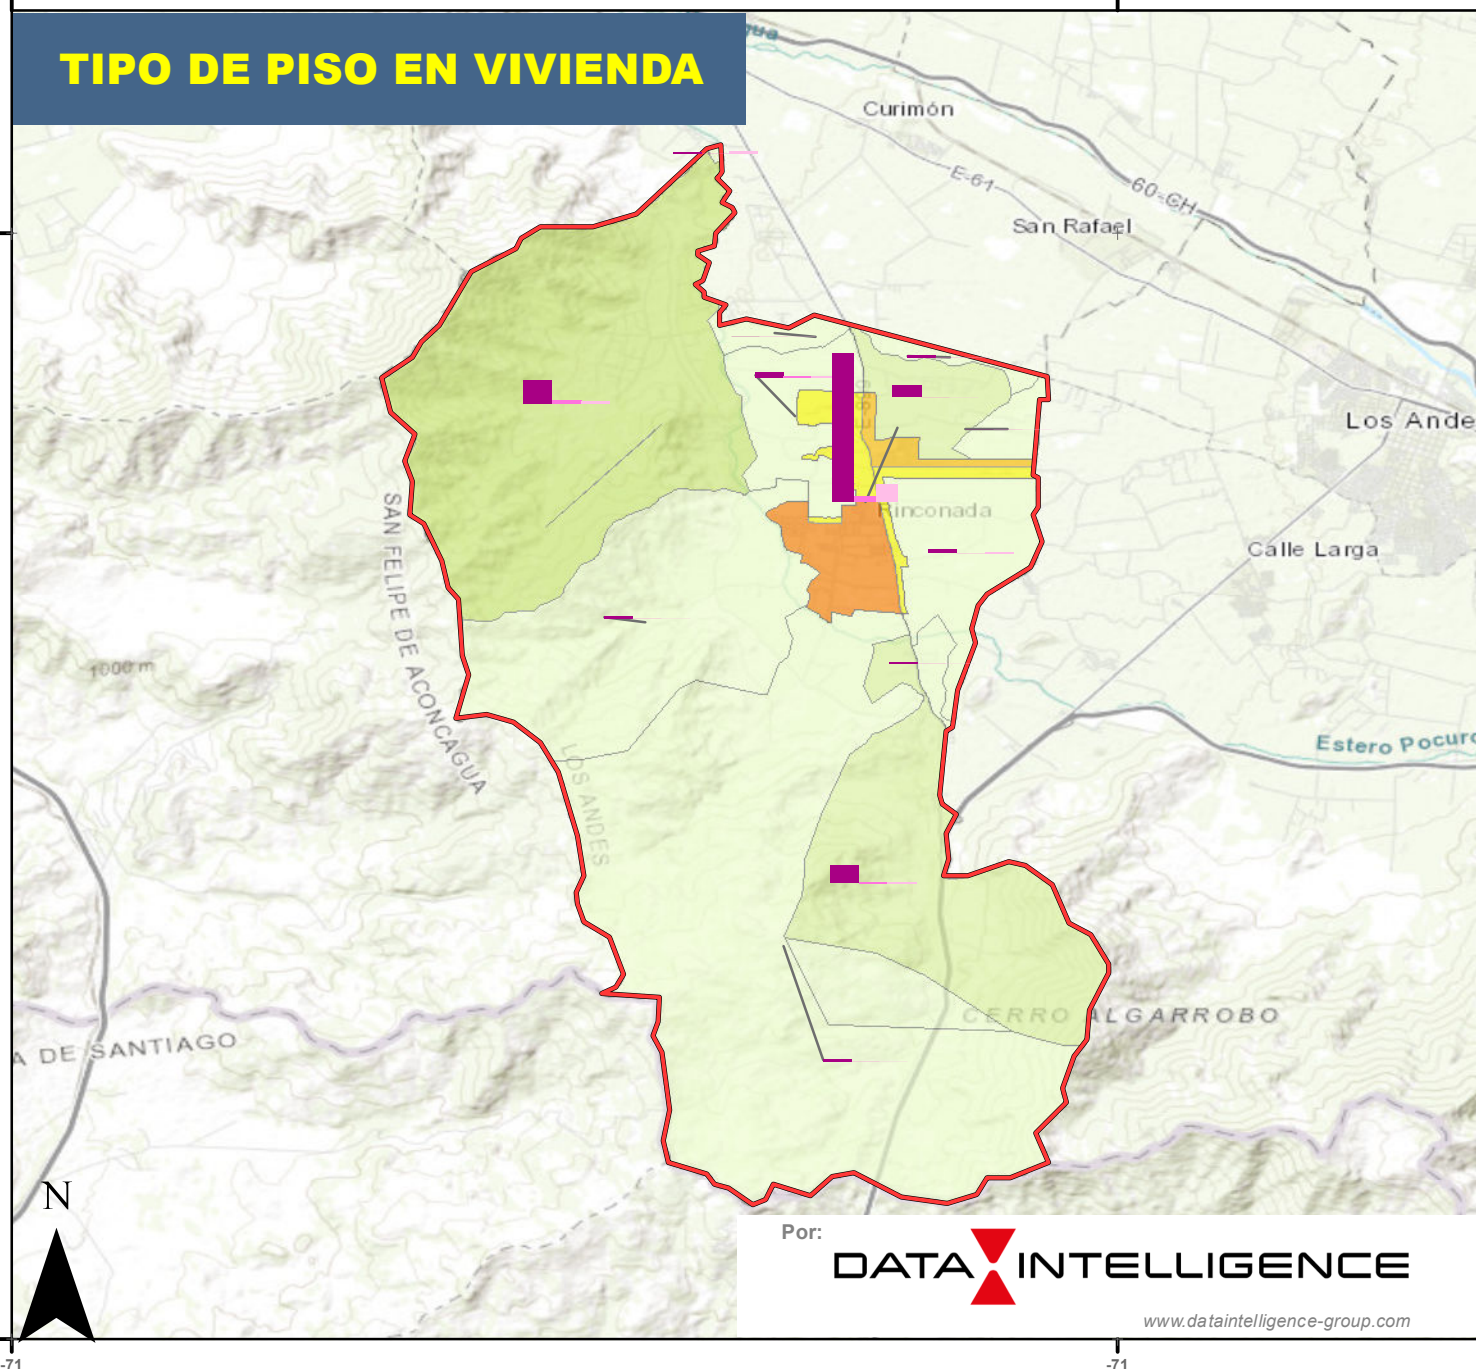 TIPO DE PISO EN VIVIENDA
gua
Curimón
E-61
60-CH
San Rafael
Los Ande
Rinconada
Calle Larga
SAN FELIPE DE ACONCAGUA
1000 m
Estero Pocuro
LOS ANDES
CERRO ALGARROBO
A DE SANTIAGO
N
Por:
DATA INTELLIGENCE
www.dataintelligence-group.com
-71
-71